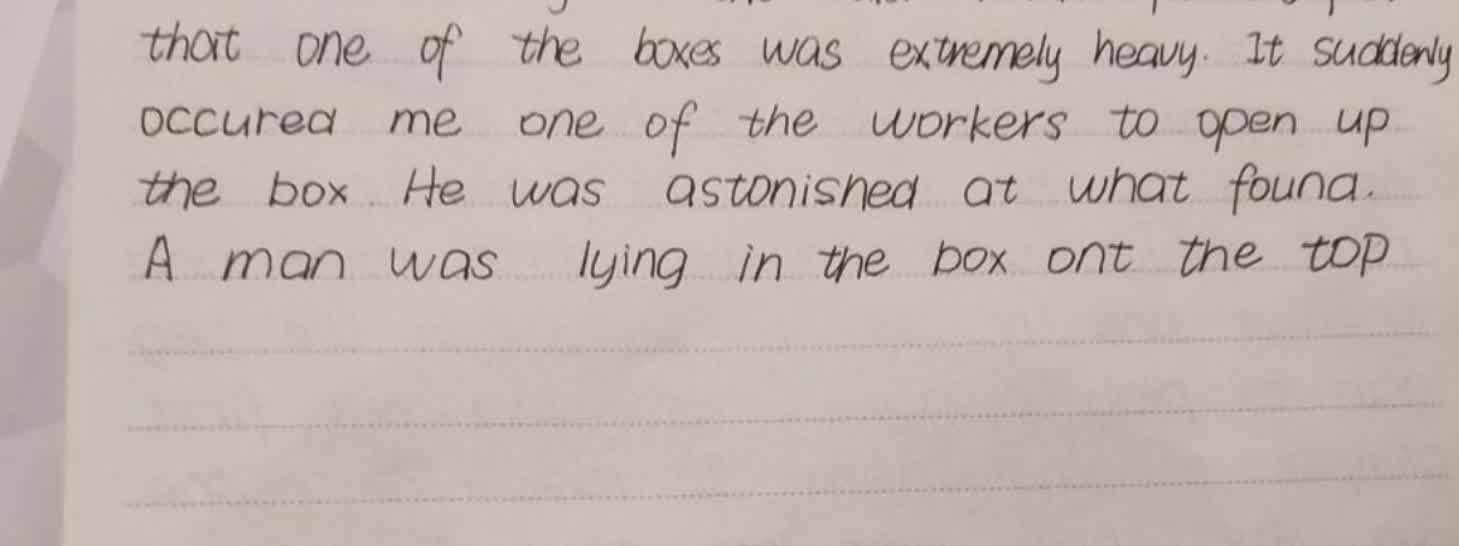 that one of the boxes was extremely heavy. It suddenly
occured me one of the workers to open up
the box. He was astonished at what found.
A man was lying in the box ont the top